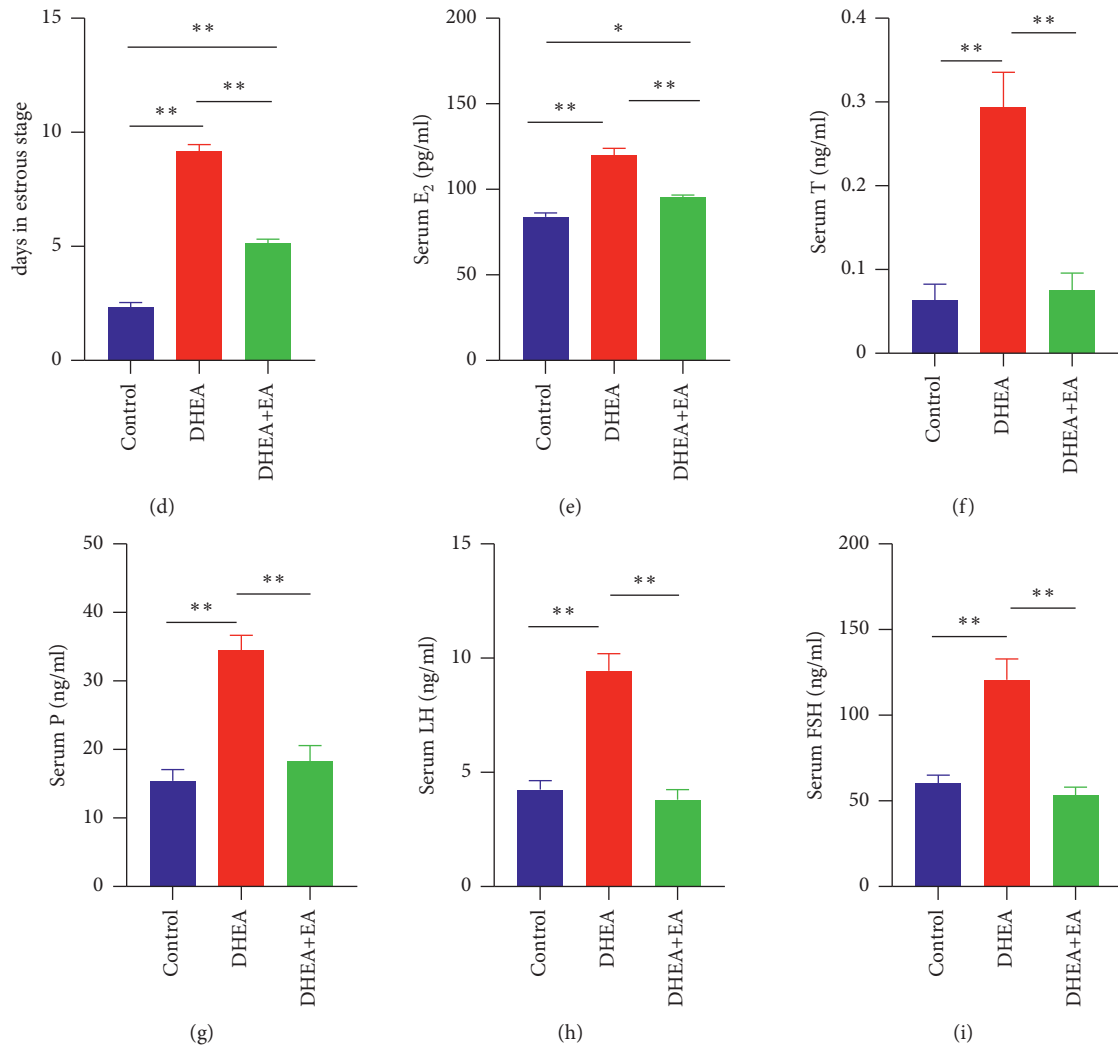 15
10
5
0
days in estrous stage
**
**
**
Control
DHEA
DHEA+EA
(d)
200
150
100
50
0
Serum E₂ (pg/ml)
*
**
**
Control
DHEA
DHEA+EA
(e)
0.4
0.3
0.2
0.1
0
Serum T (ng/ml)
**
**
Control
DHEA
DHEA+EA
(f)
50
40
30
20
10
0
Serum P (ng/ml)
**
**
Control
DHEA
DHEA+EA
(g)
15
10
5
0
Serum LH (ng/ml)
**
**
Control
DHEA
DHEA+EA
(h)
200
150
100
50
0
Serum FSH (ng/ml)
**
**
Control
DHEA
DHEA+EA
(i)